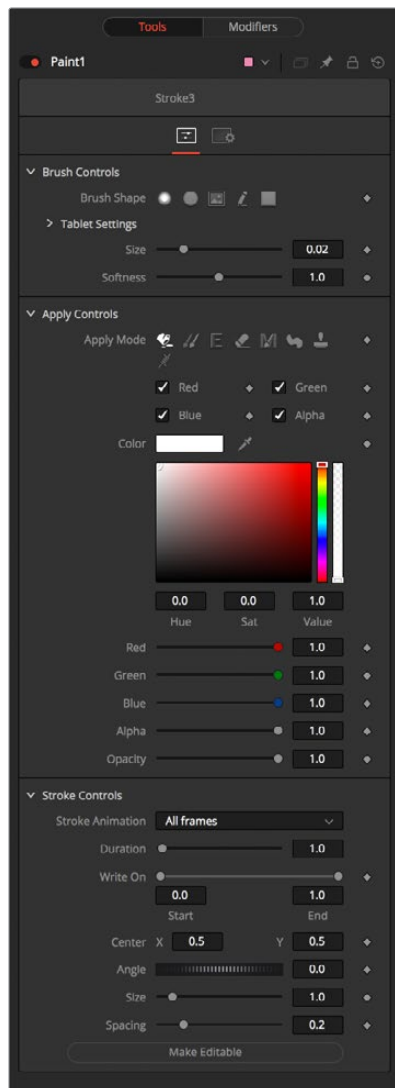 Tools Modifiers
Paint1
Stroke3
Brush Controls
Brush Shape
Tablet Settings
Size 0.02
Softness 1.0
Apply Controls
Apply Mode
Red Green
Blue Alpha
Color
0.0 0.0 1.0
Hue Sat Value
Red 1.0
Green 1.0
Blue 1.0
Alpha 1.0
Opacity 1.0
Stroke Controls
Stroke Animation All frames
Duration 1.0
Write On
0.0 1.0
Start End
Center X 0.5 Y 0.5
Angle 0.0
Size 1.0
Spacing 0.2
Make Editable